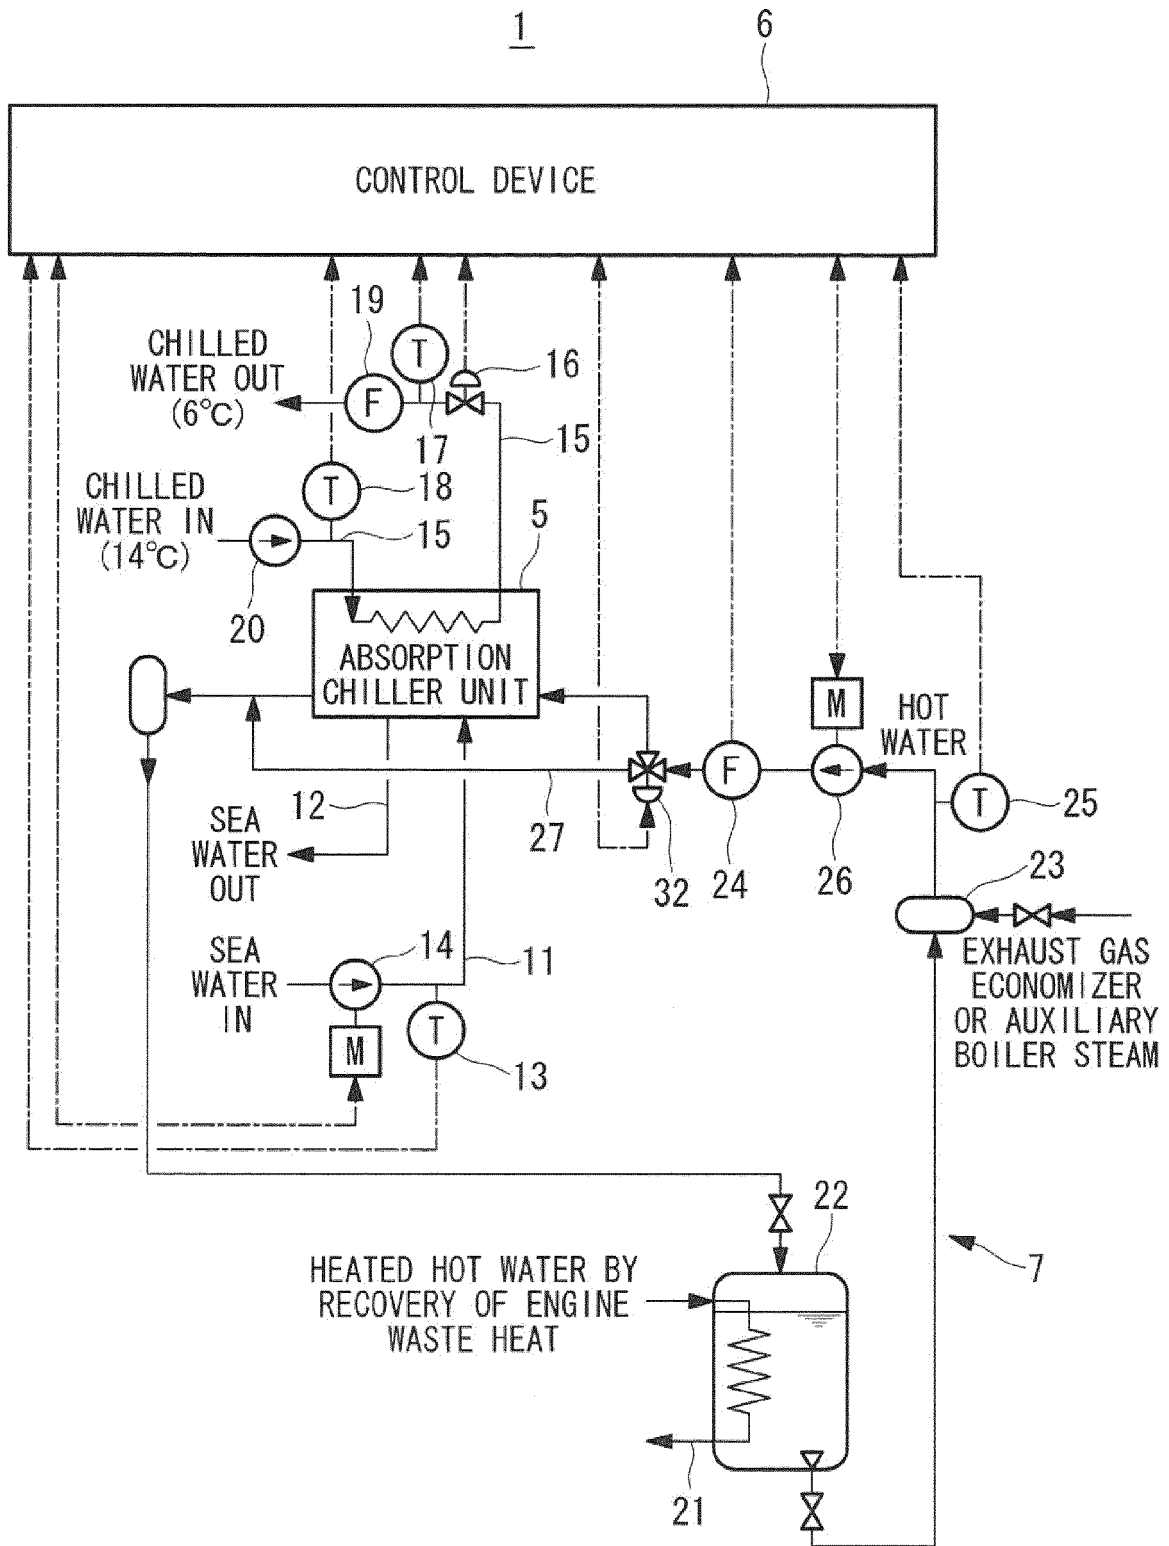 1
6
CONTROL DEVICE
19
CHILLED
WATER OUT
(6°C)
T
F
16
17
15
CHILLED
WATER IN
(14°C)
T
18
15
5
20
ABSORPTION
CHILLER UNIT
M
HOT
WATER
F
T
25
12
27
32
24
26
23
SEA
WATER
OUT
SEA
WATER
IN
14
11
M
T
13
EXHAUST GAS
ECONOMIZER
OR AUXILIARY
BOILER STEAM
22
7
HEATED HOT WATER BY
RECOVERY OF ENGINE
WASTE HEAT
21